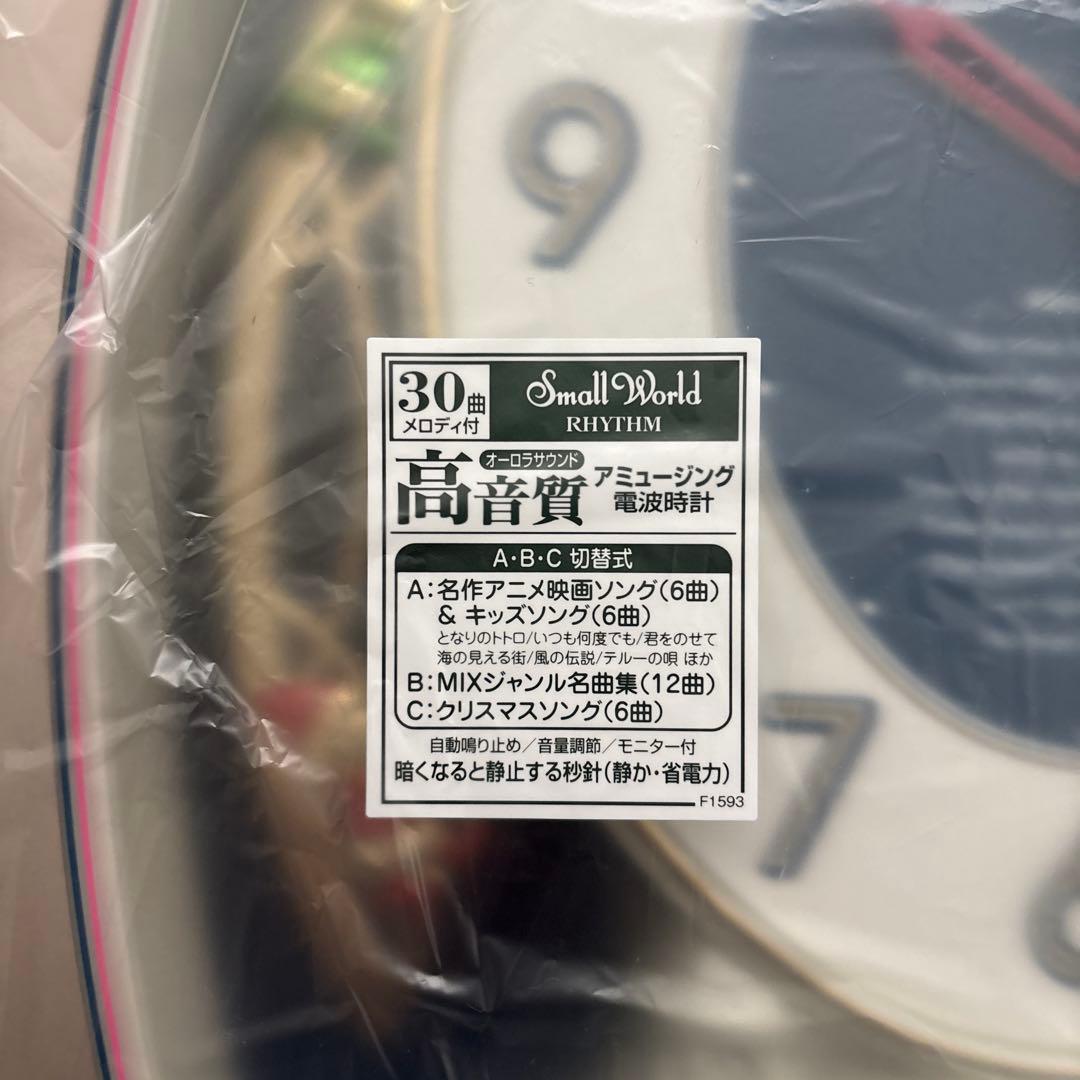 9
30曲
メロディ付
Small World
RHYTHM
オーロラサウンド
高音質
アミュージング
電波時計
A・B・C 切替式
A:名作アニメ映画ソング(6曲)
& キッズソング(6曲)
となりのトトロ/いつも何度でも/君をのせて
海の見える街/風の伝説/テルーの唄 ほか
B:MIXジャンル名曲集(12曲)
C:クリスマスソング(6曲)
自動鳴り止め/音量調節/モニター付
暗くなると静止する秒針(静か・省電力)
F1593
7